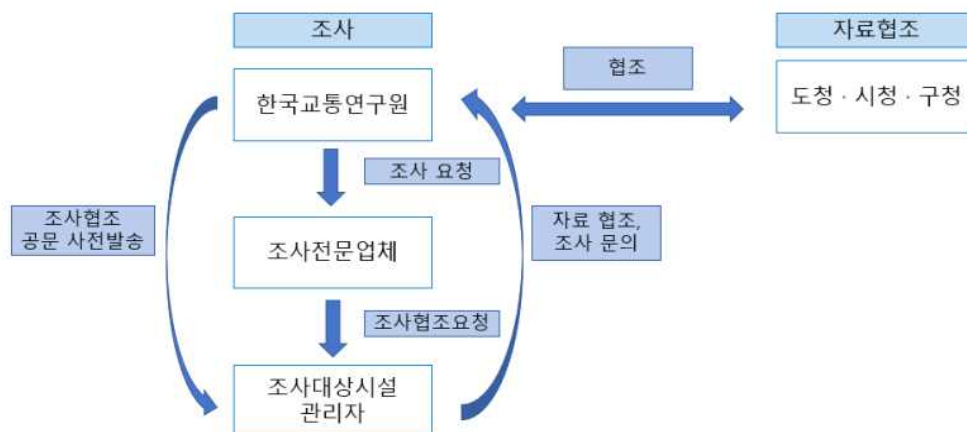 조사
자료협조
한국교통연구원
협조
도청 · 시청 · 구청
조사 요청
조사협조
공문 사전발송
조사전문업체
자료 협조,
조사 문의
조사협조요청
조사대상시설
관리자